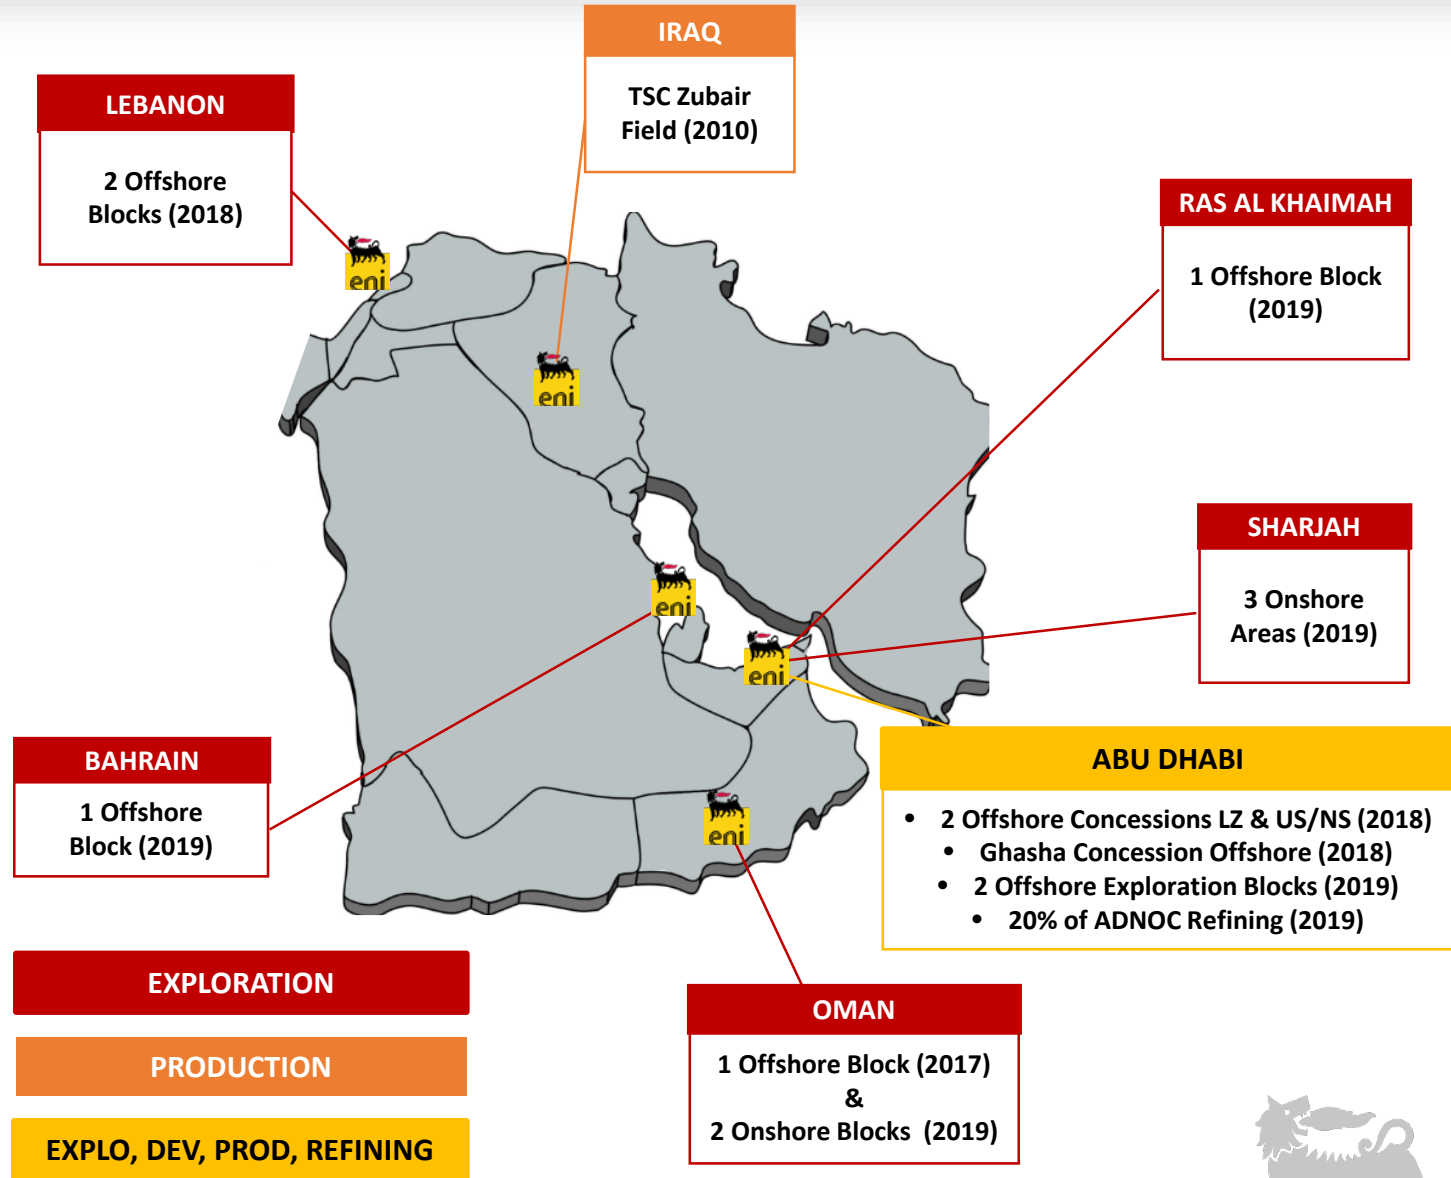 IRAQ
TSC Zubair
Field (2010)
LEBANON
2 Offshore
Blocks (2018)
RAS AL KHAIMAH
1 Offshore Block
(2019)
eni
eni
SHARJAH
3 Onshore
Areas (2019)
eni
eni
BAHRAIN
1 Offshore
Block (2019)
ABU DHABI
• 2 Offshore Concessions LZ & US/NS (2018)
• Ghasha Concession Offshore (2018)
• 2 Offshore Exploration Blocks (2019)
• 20% of ADNOC Refining (2019)
eni
EXPLORATION
PRODUCTION
EXPLO, DEV, PROD, REFINING
OMAN
1 Offshore Block (2017)
&
2 Onshore Blocks (2019)